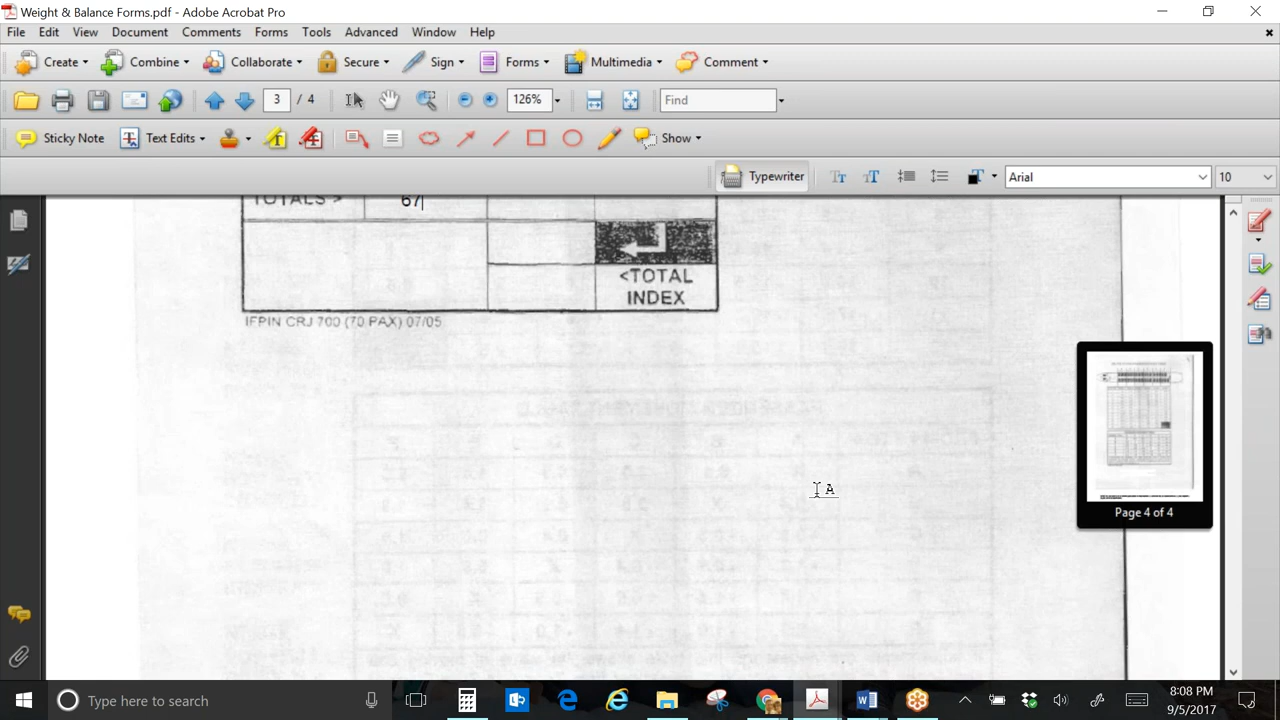 Weight & Balance Forms.pdf - Adobe Acrobat Pro
File Edit View Document Comments Forms Tools Advanced Window Help
Create Combine Collaborate Secure Sign Forms Multimedia Comment
3 / 4 126% Find
Sticky Note Text Edits Show
Typewriter Arial 10
TOTALS > 67
<TOTAL
INDEX
IFPIN CRJ 700 (70 PAX) 07/05
A
Page 4 of 4
Type here to search
8:08 PM
9/5/2017